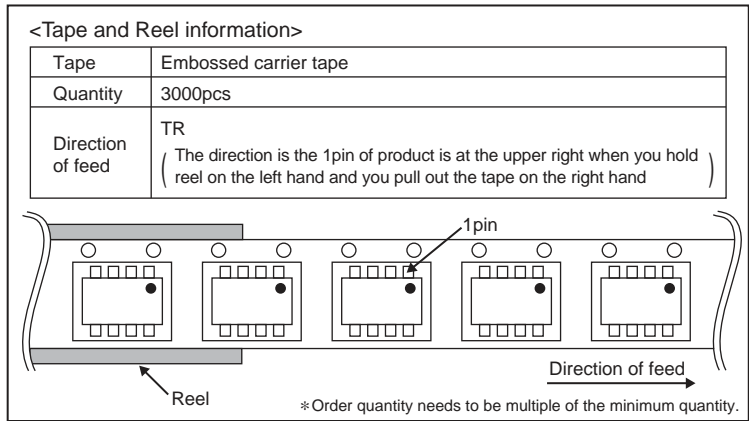 <Tape and Reel information>
Tape Embossed carrier tape
Quantity 3000pcs
Direction of feed TR
( The direction is the 1pin of product is at the upper right when you hold
reel on the left hand and you pull out the tape on the right hand )
1pin
Direction of feed
Reel
*Order quantity needs to be multiple of the minimum quantity.